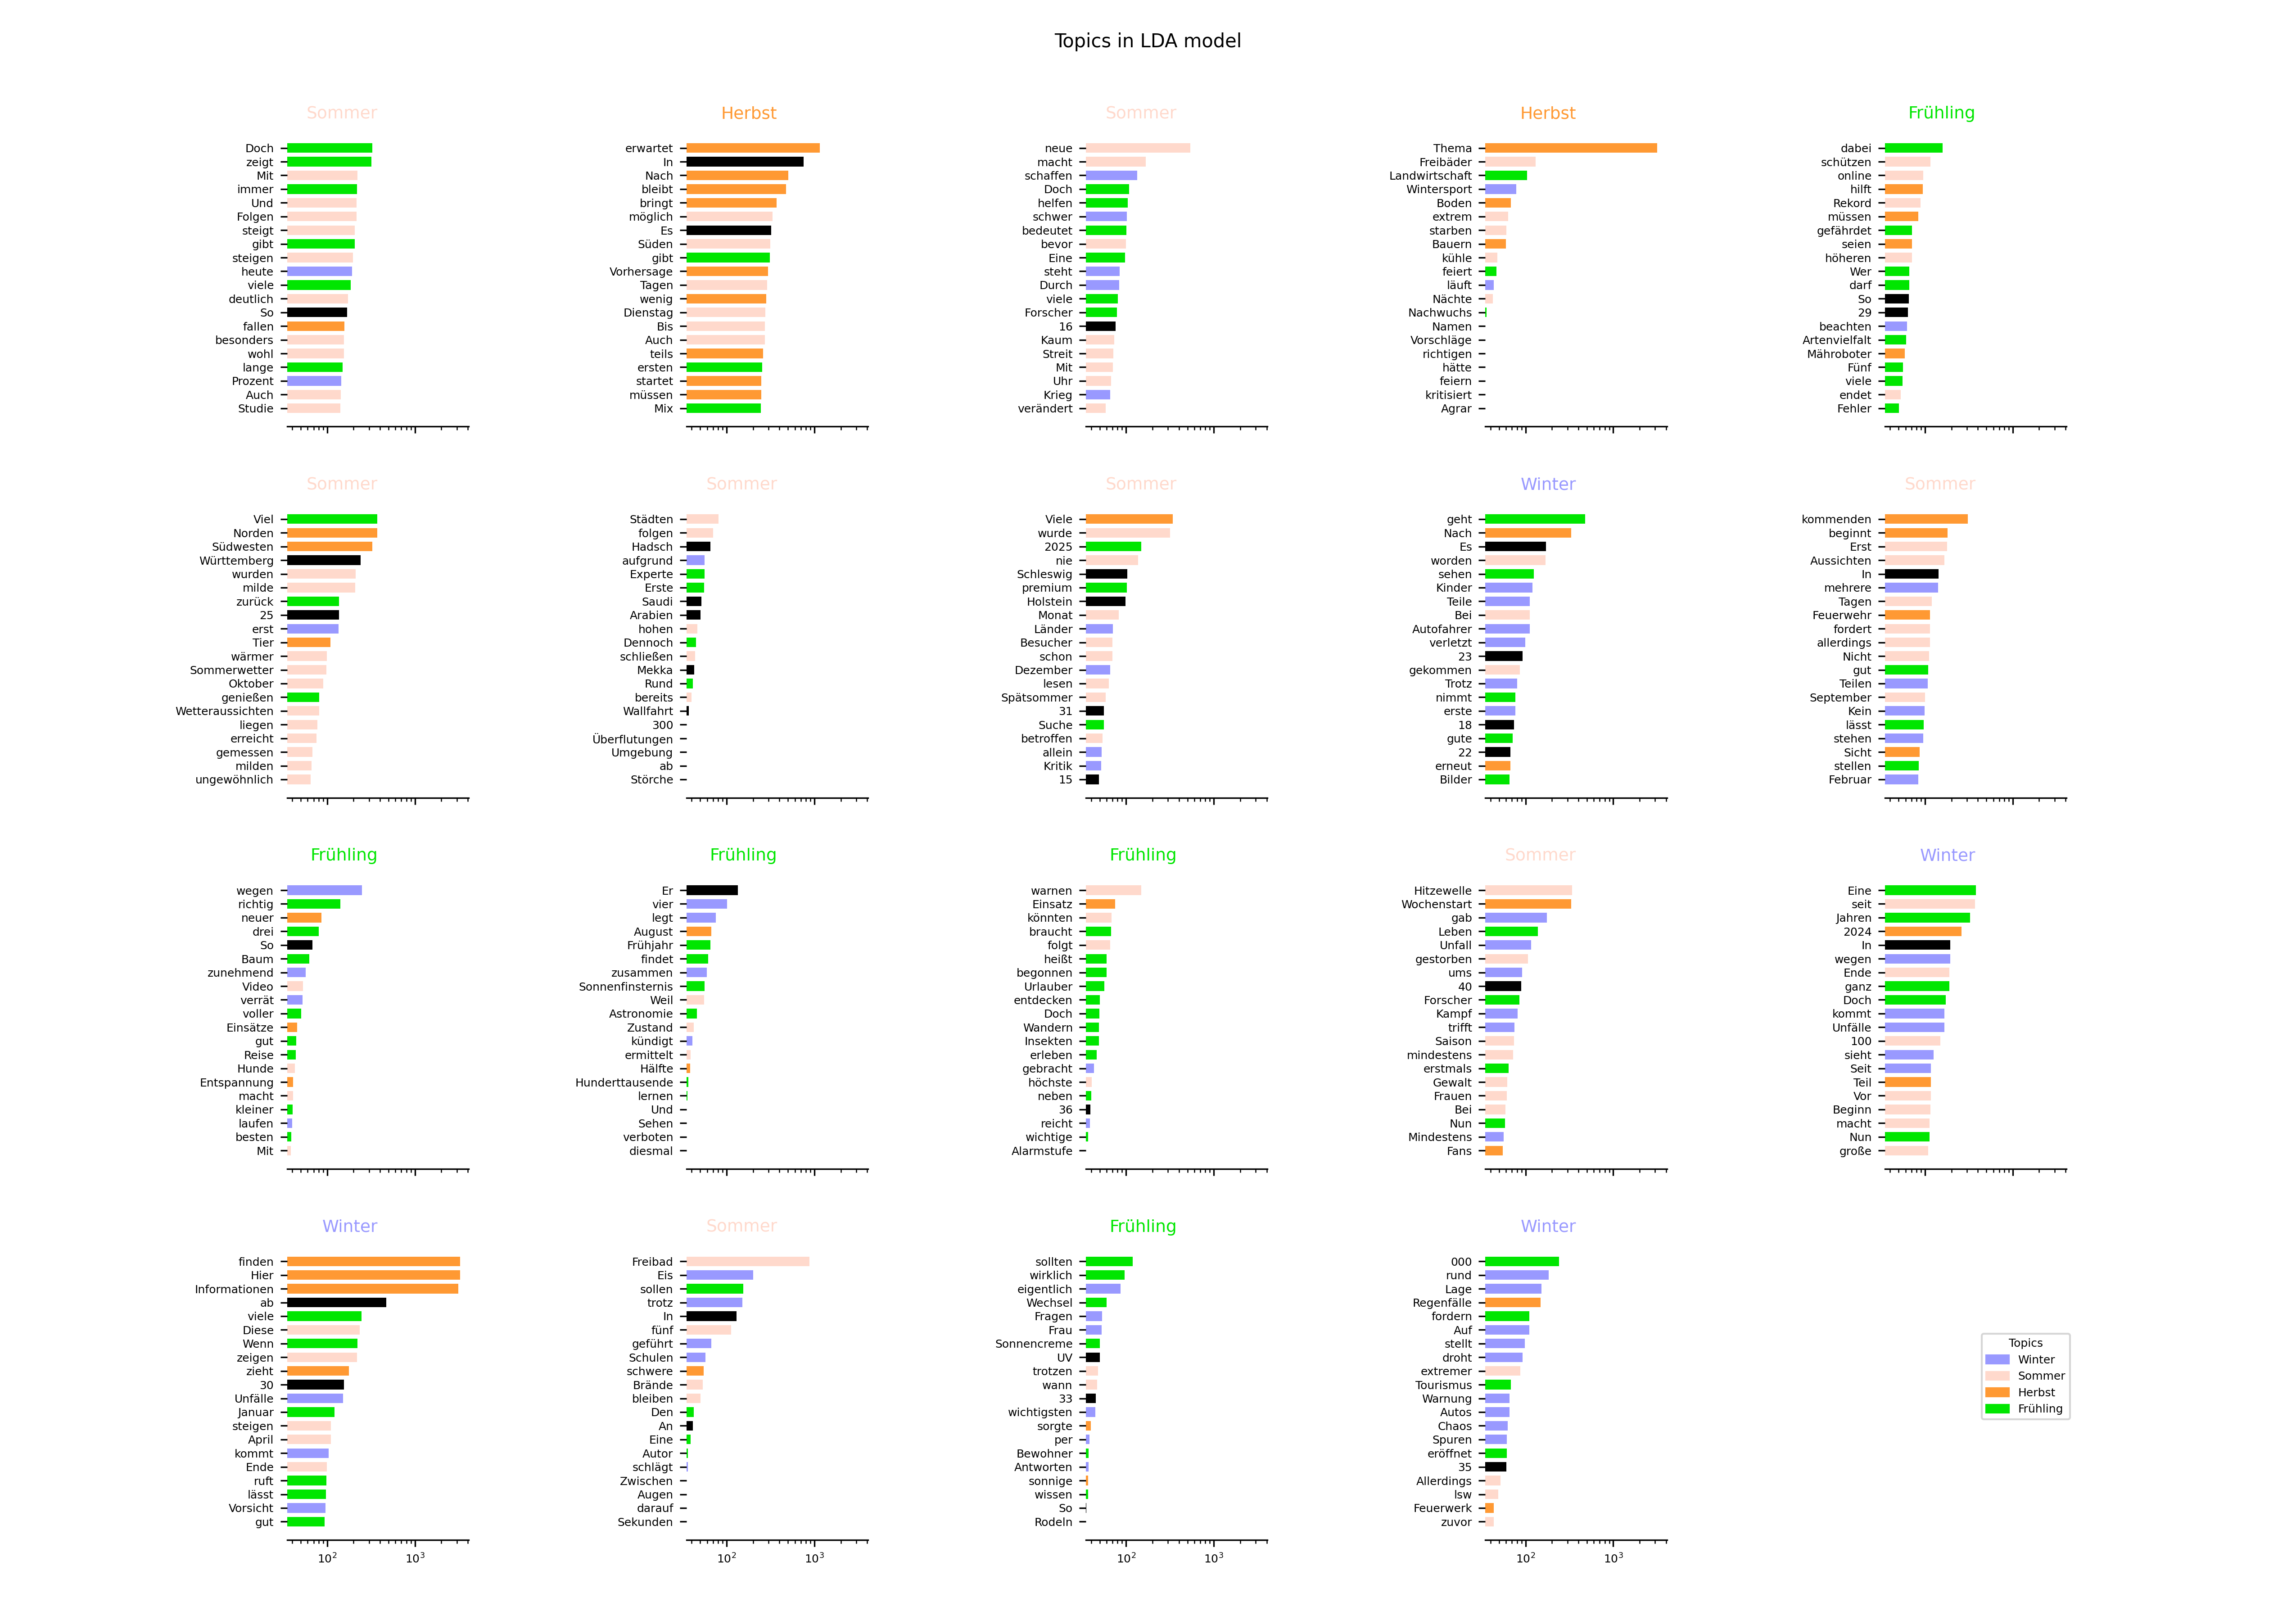 Topics in LDA model
Sommer
Doch
zeigt
Mit
immer
Und
Folgen
steigt
gibt
steigen
heute
viele
deutlich
So
fallen
besonders
wohl
lange
Prozent
Auch
Studie
Herbst
erwartet
In
Nach
bleibt
bringt
möglich
Es
Süden
gibt
Vorhersage
Tagen
wenig
Dienstag
Bis
Auch
teils
ersten
startet
müssen
Mix
Sommer
neue
macht
schaffen
Doch
helfen
schwer
bedeutet
bevor
Eine
steht
Durch
viele
Forscher
16
Kaum
Streit
Mit
Uhr
Krieg
verändert
Herbst
Thema
Freibäder
Landwirtschaft
Wintersport
Boden
extrem
starben
Bauern
kühle
feiert
läuft
Nächte
Nachwuchs
Namen
Vorschläge
richtigen
hätte
feiern
kritisiert
Agrar
Frühling
dabei
schützen
online
hilft
Rekord
müssen
gefährdet
seien
höheren
Wer
darf
So
29
beachten
Artenvielfalt
Mähroboter
Fünf
viele
endet
Fehler
Sommer
Viel
Norden
Südwesten
Württemberg
wurden
milde
zurück
25
erst
Tier
wärmer
Sommerwetter
Oktober
genießen
Wetteraussichten
liegen
erreicht
gemessen
milden
ungewöhnlich
Sommer
Städten
folgen
Hadsch
aufgrund
Experte
Erste
Saudi
Arabien
hohen
Dennoch
schließen
Mekka
Rund
bereits
Wallfahrt
300
Überflutungen
Umgebung
ab
Störche
Sommer
Viele
wurde
2025
nie
Schleswig
premium
Holstein
Monat
Länder
Besucher
schon
Dezember
lesen
Spätsommer
31
Suche
betroffen
allein
Kritik
15
Winter
geht
Nach
Es
worden
sehen
Kinder
Teile
Bei
Autofahrer
verletzt
23
gekommen
Trotz
nimmt
erste
18
gute
22
erneut
Bilder
Sommer
kommenden
beginnt
Erst
Aussichten
In
mehrere
Tagen
Feuerwehr
fordert
allerdings
Nicht
gut
Teilen
September
Kein
lässt
stehen
Sicht
stellen
Februar
Frühling
wegen
richtig
neuer
drei
So
Baum
zunehmend
Video
verrät
voller
Einsätze
gut
Reise
Hunde
Entspannung
macht
kleiner
laufen
besten
Mit
Frühling
Er
vier
legt
August
Frühjahr
findet
zusammen
Sonnenfinsternis
Weil
Astronomie
Zustand
kündigt
ermittelt
Hälfte
Hunderttausende
lernen
Und
Sehen
verboten
diesmal
Frühling
warnen
Einsatz
könnten
braucht
folgt
heißt
begonnen
Urlauber
entdecken
Doch
Wandern
Insekten
erleben
gebracht
höchste
neben
36
reicht
wichtige
Alarmstufe
Sommer
Hitzewelle
Wochenstart
gab
Leben
Unfall
gestorben
ums
40
Forscher
Kampf
trifft
Saison
mindestens
erstmals
Gewalt
Frauen
Bei
Nun
Mindestens
Fans
Winter
Eine
seit
Jahren
2024
In
wegen
Ende
ganz
Doch
kommt
Unfälle
100
sieht
Seit
Teil
Vor
Beginn
macht
Nun
große
Winter
finden
Hier
Informationen
ab
viele
Diese
Wenn
zeigen
zieht
30
Unfälle
Januar
steigen
April
kommt
Ende
ruft
lässt
Vorsicht
gut
10² 10³
Sommer
Freibad
Eis
sollen
trotz
In
fünf
geführt
Schulen
schwere
Brände
bleiben
Den
An
Eine
Autor
schlägt
Zwischen
Augen
darauf
Sekunden
10² 10³
Frühling
sollten
wirklich
eigentlich
Wechsel
Fragen
Frau
Sonnencreme
UV
trotzen
wann
33
wichtigsten
sorgte
per
Bewohner
Antworten
sonnige
wissen
So
Rodeln
10² 10³
Winter
000
rund
Lage
Regenfälle
fordern
Auf
stellt
droht
extremer
Tourismus
Warnung
Autos
Chaos
Spuren
eröffnet
35
Allerdings
lsw
Feuerwerk
zuvor
10² 10³
Topics
Winter
Sommer
Herbst
Frühling